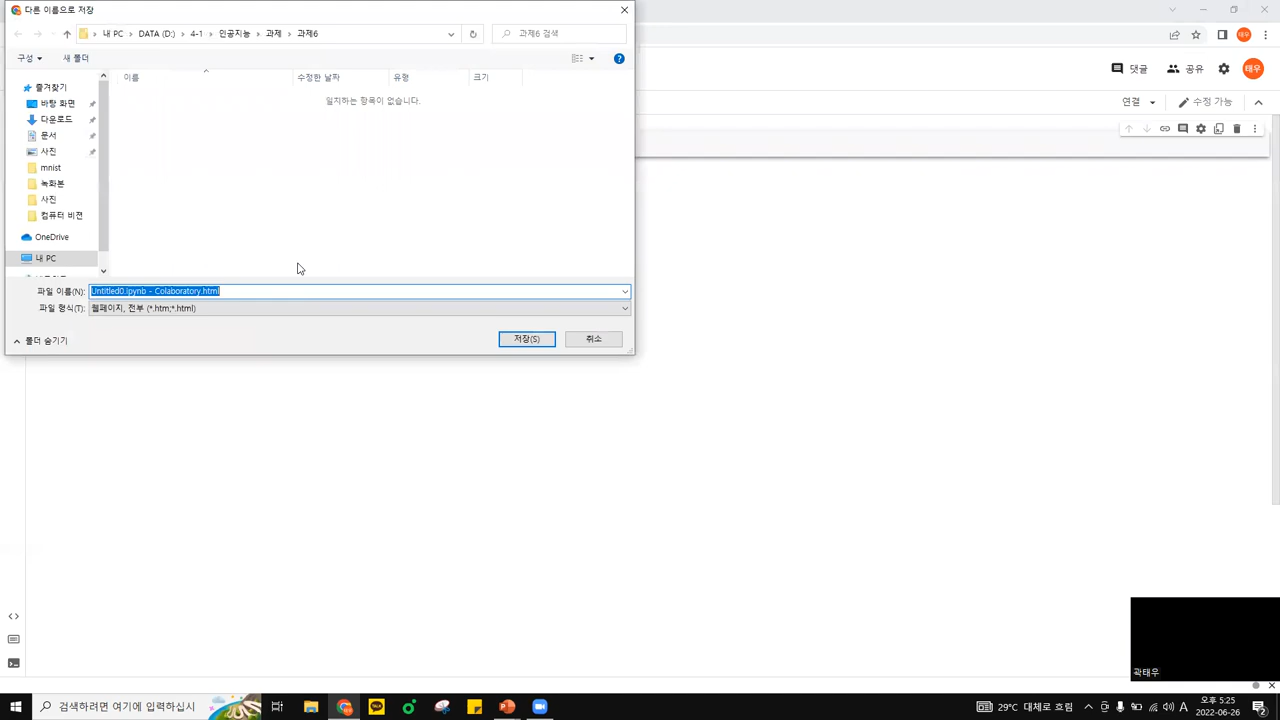 다른 이름으로 저장
내 PC > DATA (D:) > 4-1 > 인공지능 > 과제 > 과제6
과제6 검색
구성
새 폴더
이름
수정한 날짜
유형
크기
일치하는 항목이 없습니다.
즐겨찾기
바탕 화면
다운로드
문서
사진
mnist
녹화본
사진
컴퓨터 비젼
OneDrive
내 PC
파일 이름(N):
Untitled0.ipynb - Colaboratory.html
파일 형식(T):
웹페이지, 전부 (*.htm;*.html)
폴더 숨기기
저장(S)
취소
태우
댓글
공유
태우
연결
수정 가능
곽태우
검색하려면 여기에 입력하십시
29°C 대체로 흐림
A
오후 5:25
2022-06-26
2